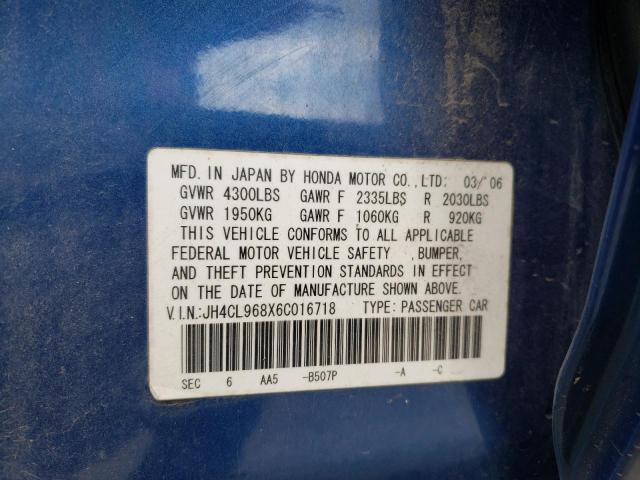 MFD. IN JAPAN BY HONDA MOTOR CO.,LTD: 03/'06
GVWR 4300LBS GAWR F 2335LBS R 2030LBS
GVWR 1950KG GAWR F 1060KG R 920KG
THIS VEHICLE CONFORMS TO ALL APPLICABLE
FEDERAL MOTOR VEHICLE SAFETY ,BUMPER,
AND THEFT PREVENTION STANDARDS IN EFFECT
ON THE DATE OF MANUFACTURE SHOWN ABOVE.
V.I.N.:JH4CL968X6C016718 TYPE: PASSENGER CAR
SEC 6 AA5 -B507P -A -C